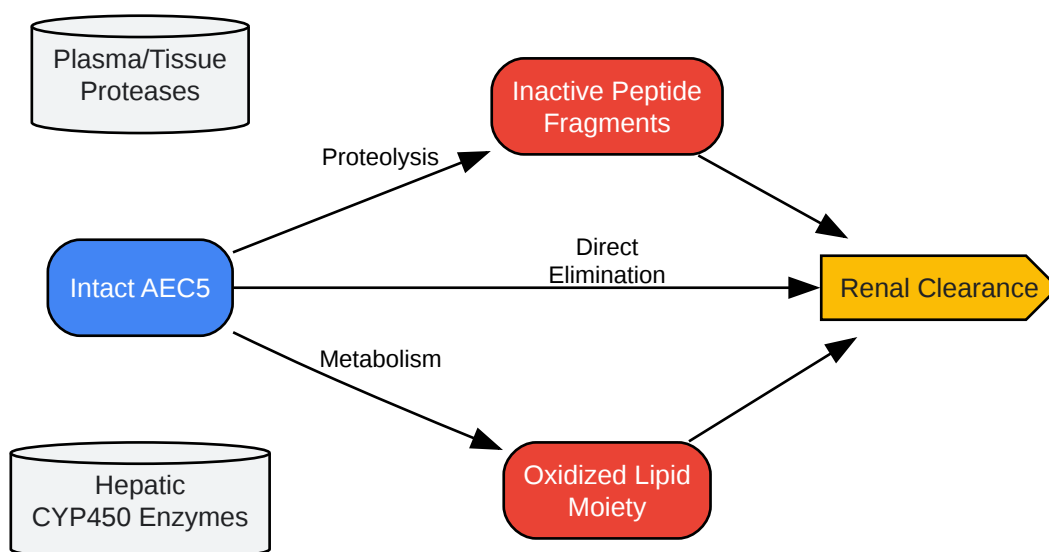 Plasma/Tissue
Proteases
Inactive Peptide
Fragments
Proteolysis
Intact AEC5
Direct
Elimination
Renal Clearance
Metabolism
Hepatic
CYP450 Enzymes
Oxidized Lipid
Moiety